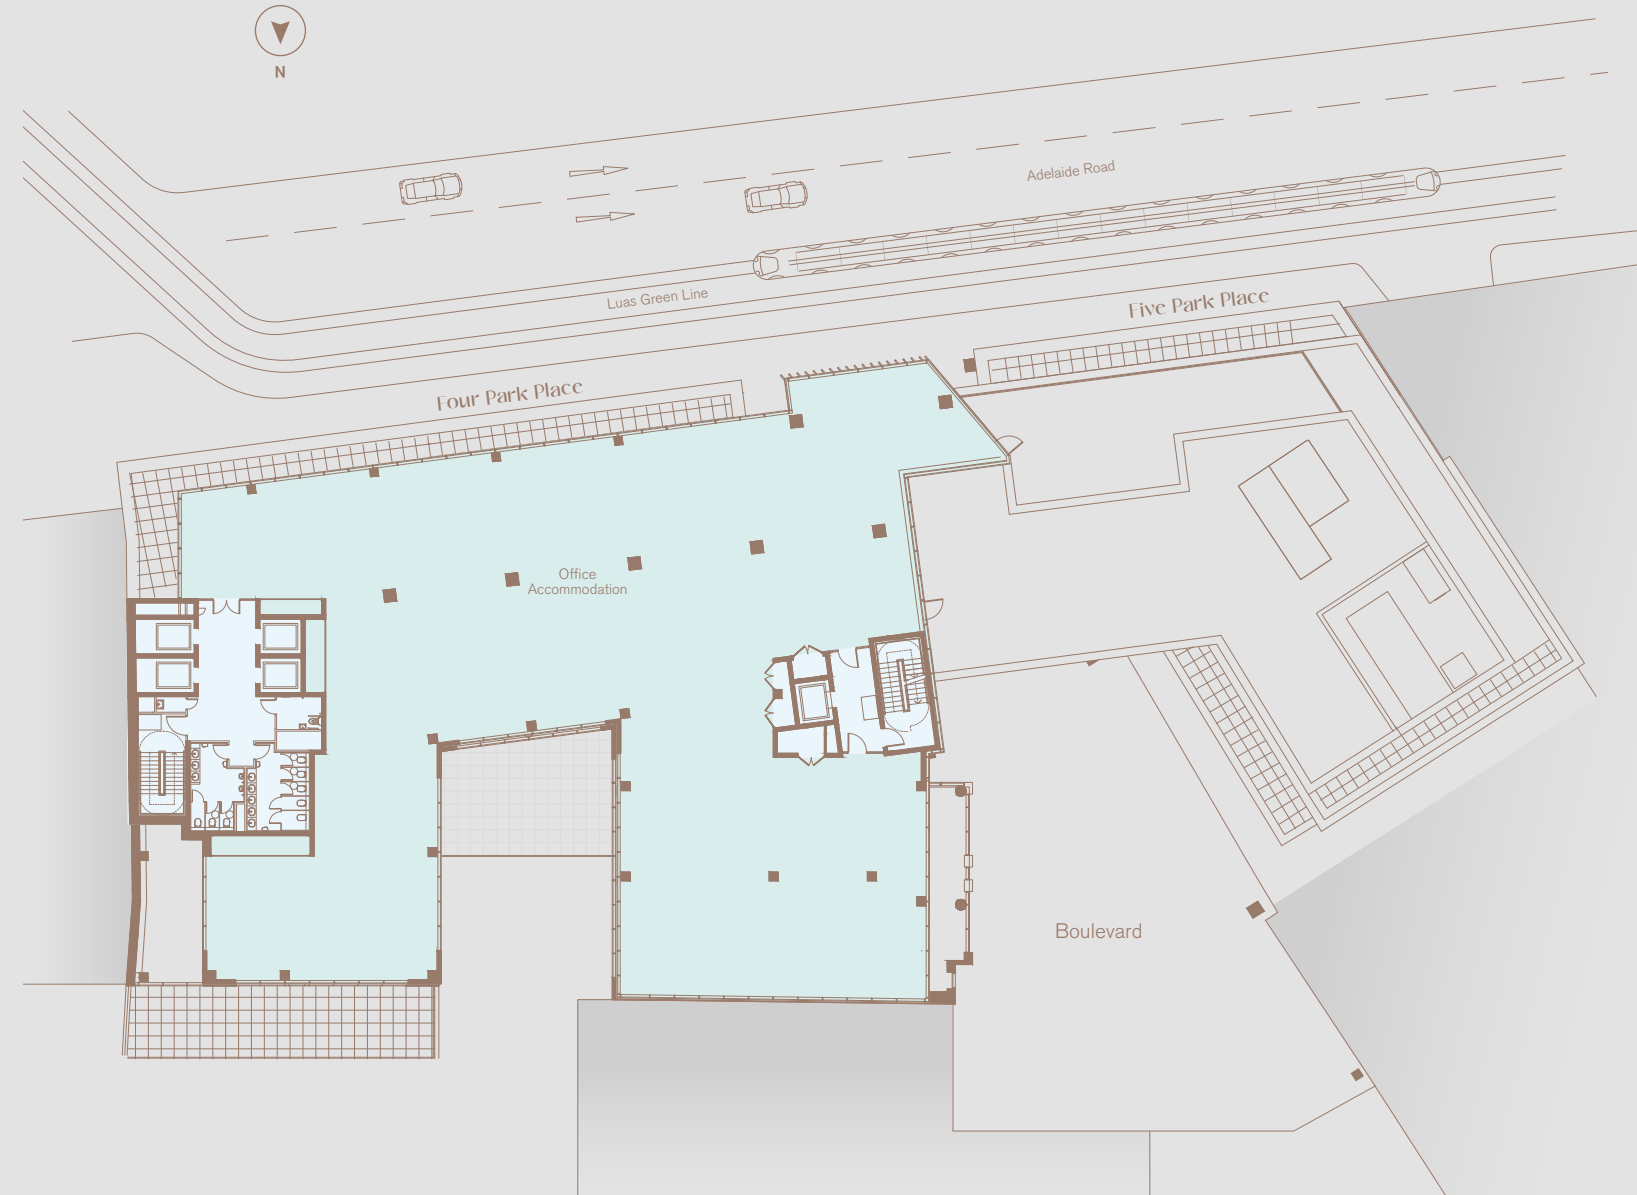 N
Adelaide Road
Luas Green Line
Five Park Place
Four Park Place
Office
Accommodation
Boulevard